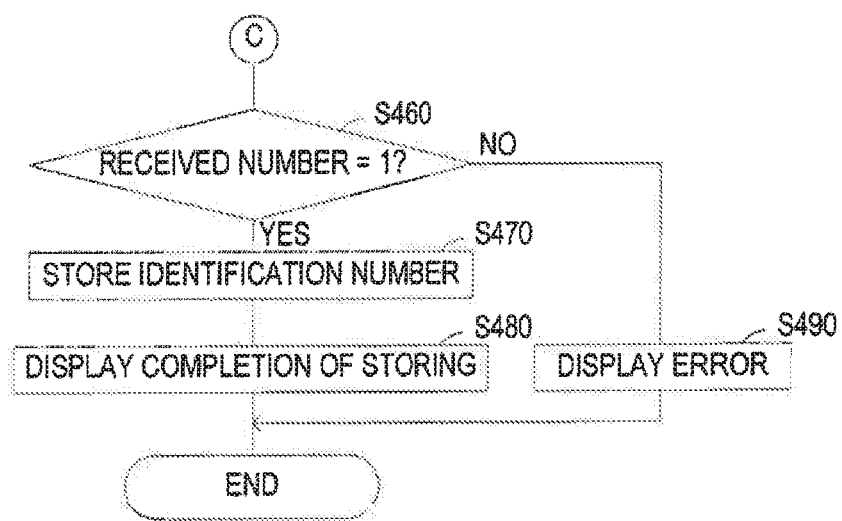 C
S460
RECEIVED NUMBER = 1?
NO
YES
S470
STORE IDENTIFICATION NUMBER
S480
DISPLAY COMPLETION OF STORING
S490
DISPLAY ERROR
END